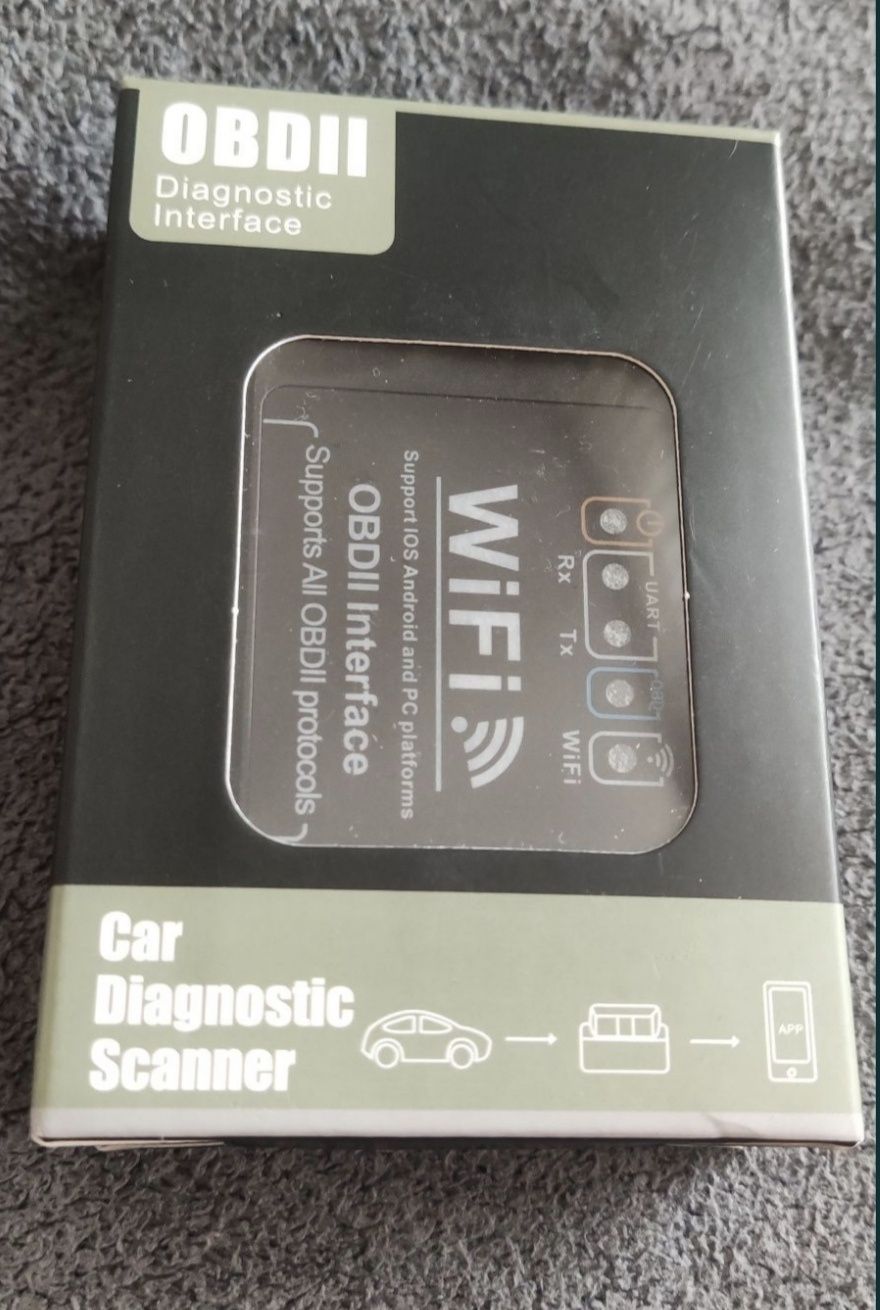 OBDII
Diagnostic
Interface
UART
OBD
Rx
Tx
WiFi
WiFi
Support IOS Android and PC platforms
OBDII Interface
Supports All OBDII protocols
Car
Diagnostic
Scanner
APP